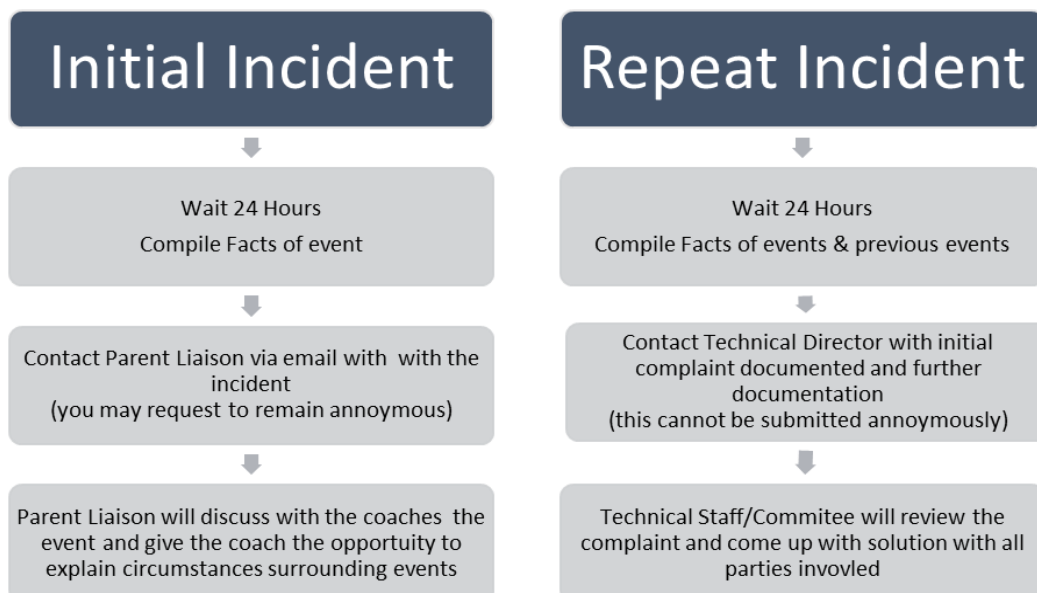 Initial Incident
Wait 24 Hours
Compile Facts of event
Contact Parent Liaison via email with with the
incident
(you may request to remain annoymous)
Parent Liaison will discuss with the coaches the
event and give the coach the opportuity to
explain circumstances surrounding events
Repeat Incident
Wait 24 Hours
Compile Facts of events & previous events
Contact Technical Director with initial
complaint documented and further
documentation
(this cannot be submitted annoymously)
Technical Staff/Commitee will review the
complaint and come up with solution with all
parties invovled